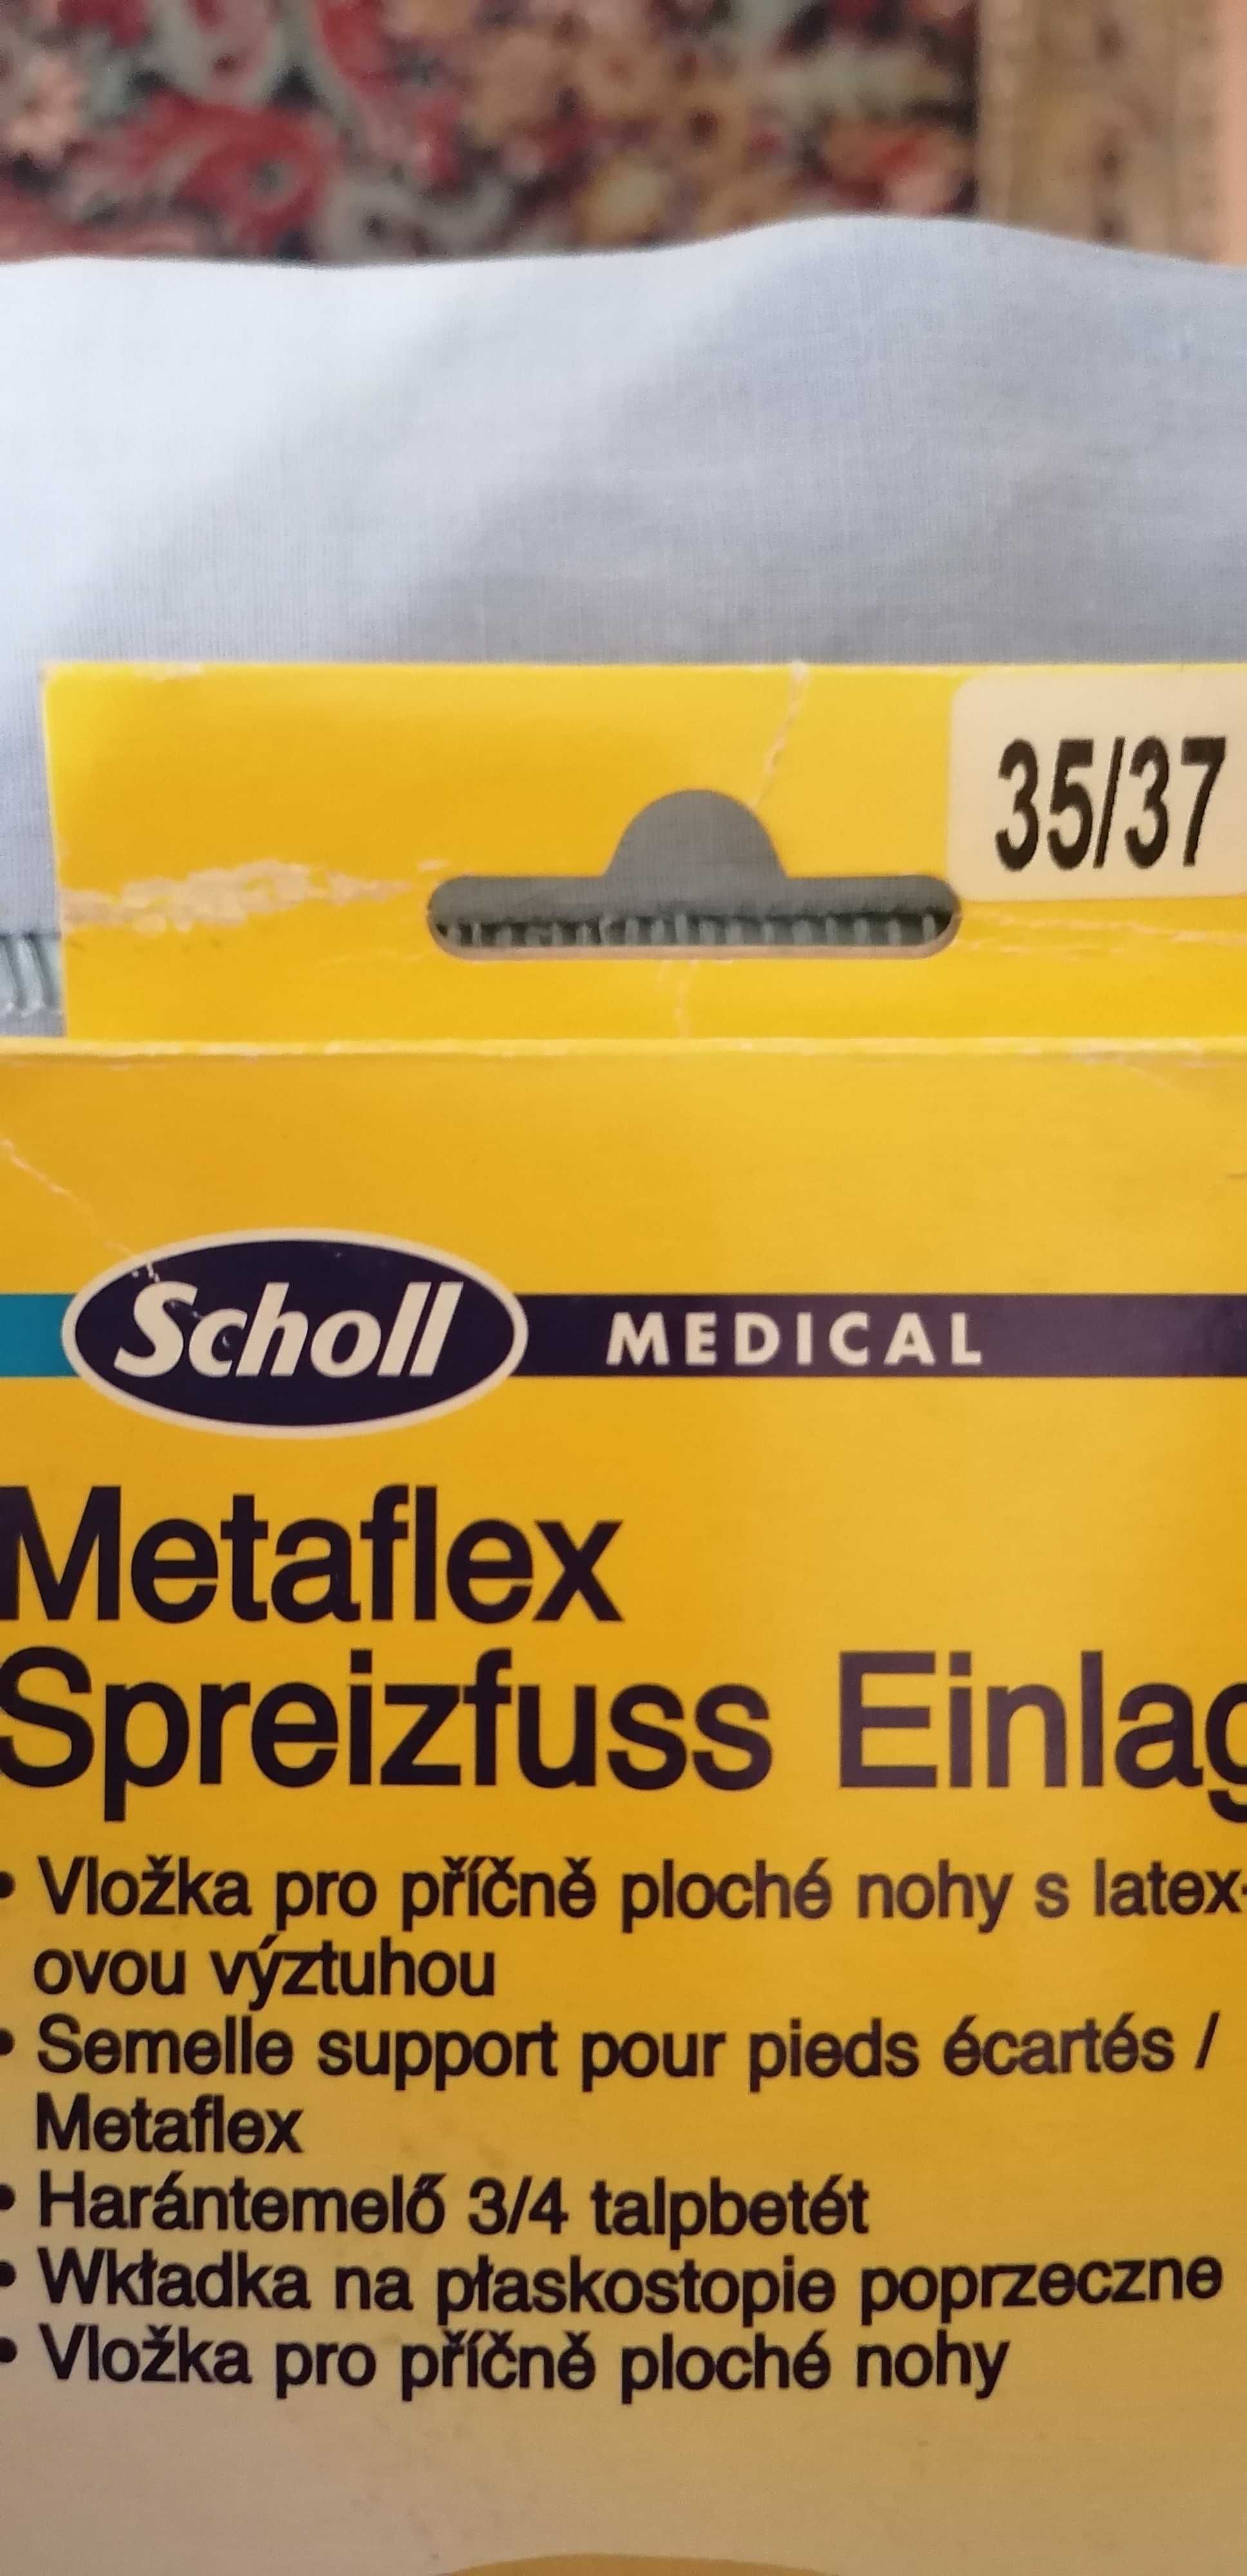 35/37
Scholl MEDICAL
Metaflex
Spreizfuss Einlag
• Vložka pro příčně ploché nohy s latex-
ovou výztuhou
• Semelle support pour pieds écartés /
Metaflex
• Harántemelő 3/4 talpbetét
• Wkładka na płaskostopie poprzeczne
• Vložka pro příčně ploché nohy